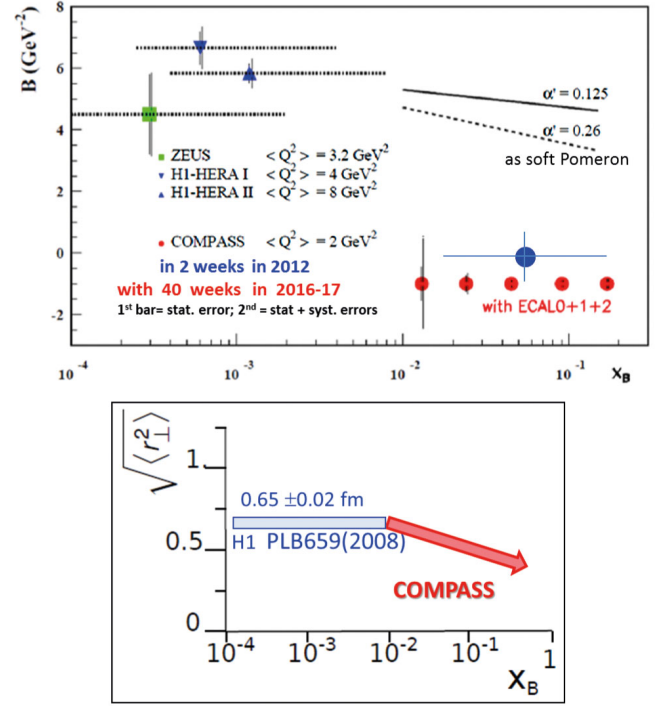 B (GeV⁻²)
8
6
4
2
0
-2
α' = 0.125
α' = 0.26
as soft Pomeron
ZEUS < Q² > = 3.2 GeV²
H1-HERA I < Q² > = 4 GeV²
H1-HERA II < Q² > = 8 GeV²
COMPASS < Q² > = 2 GeV²
in 2 weeks in 2012
with 40 weeks in 2016-17
1st bar= stat. error; 2nd = stat + syst. errors
with ECAL0+1+2
10⁻⁴ 10⁻³ 10⁻² 10⁻¹ x_B
√⟨r²⊥⟩
1
0.5
0
0.65 ±0.02 fm
H1 PLB659(2008)
COMPASS
10⁻⁴ 10⁻³ 10⁻² 10⁻¹ 1
x_B